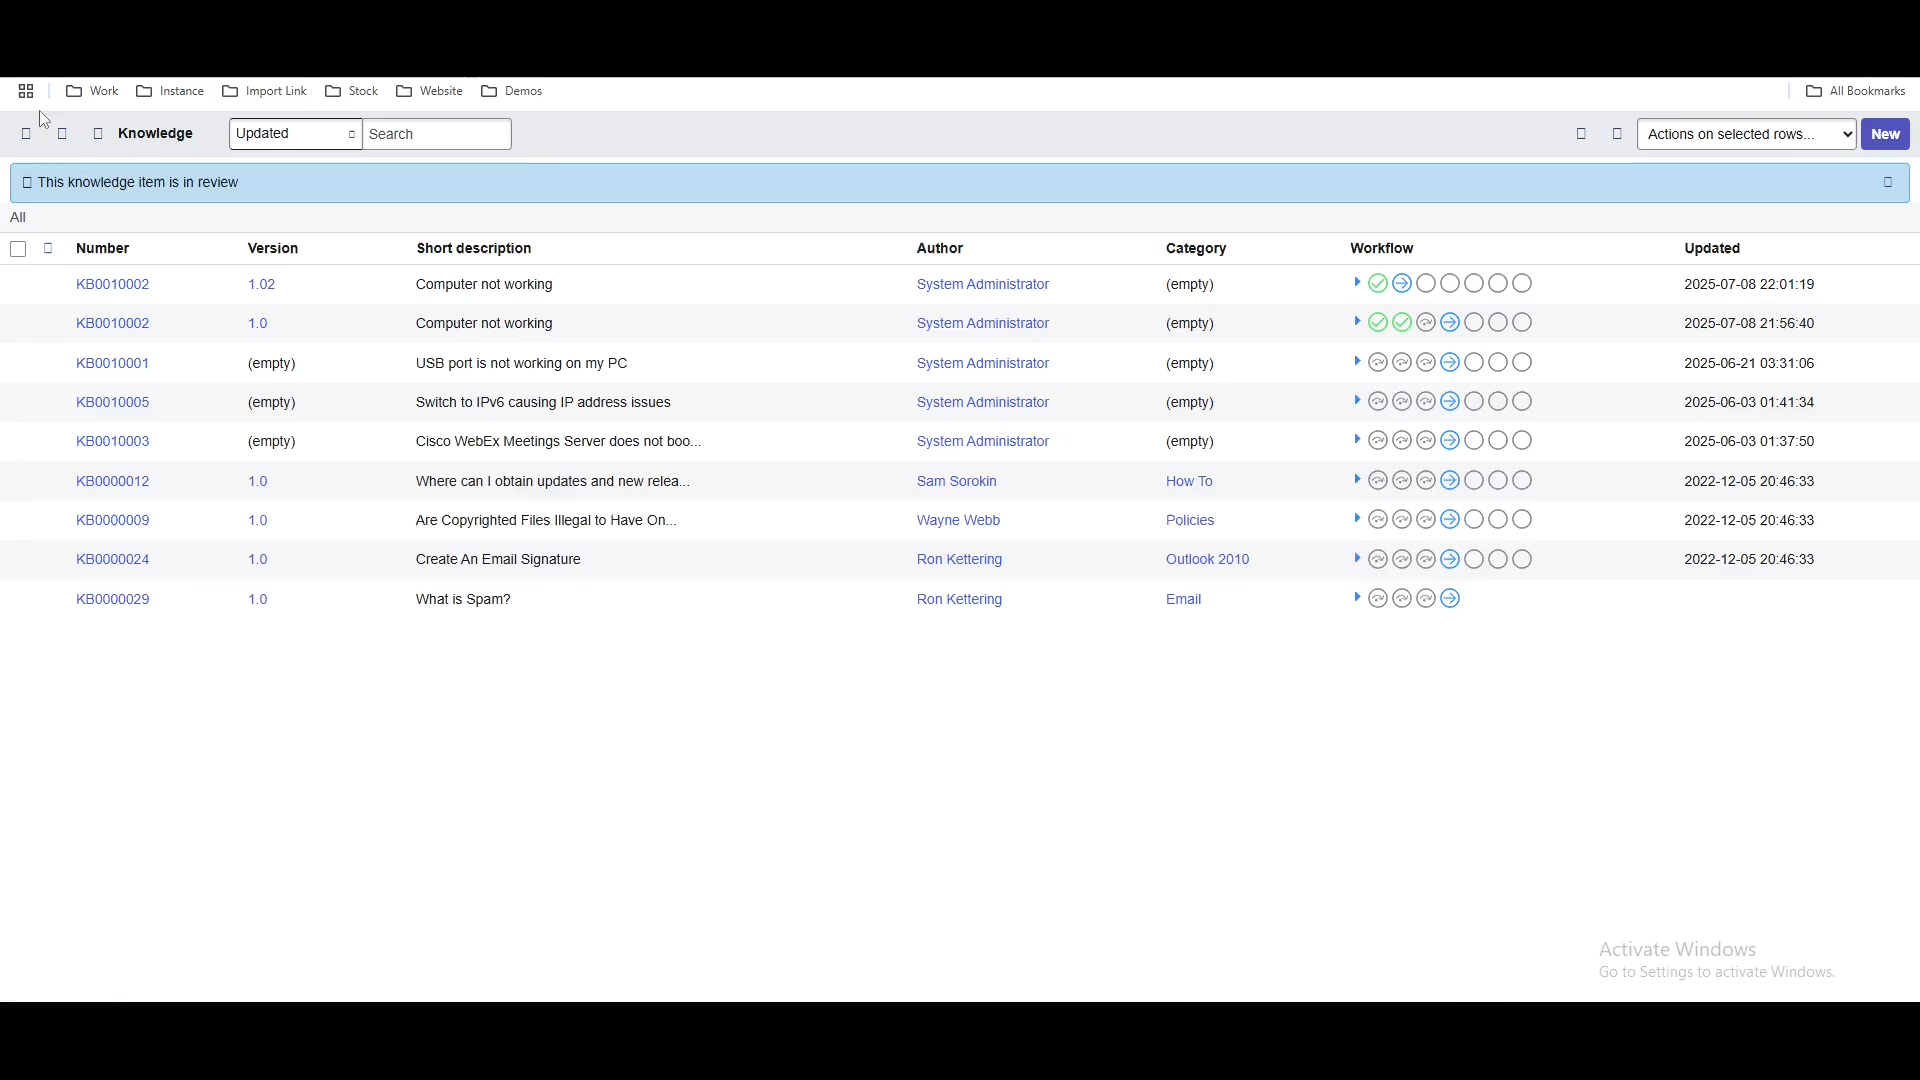 Work Instance Import Link Stock Website Demos All Bookmarks
Knowledge Updated Search Actions on selected rows... New
This knowledge item is in review
All
Number Version Short description Author Category Workflow Updated
KB0010002 1.02 Computer not working System Administrator (empty) 2025-07-08 22:01:19
KB0010002 1.0 Computer not working System Administrator (empty) 2025-07-08 21:56:40
KB0010001 (empty) USB port is not working on my PC System Administrator (empty) 2025-06-21 03:31:06
KB0010005 (empty) Switch to IPv6 causing IP address issues System Administrator (empty) 2025-06-03 01:41:34
KB0010003 (empty) Cisco WebEx Meetings Server does not boo... System Administrator (empty) 2025-06-03 01:37:50
KB0000012 1.0 Where can I obtain updates and new relea... Sam Sorokin How To 2022-12-05 20:46:33
KB0000009 1.0 Are Copyrighted Files Illegal to Have On... Wayne Webb Policies 2022-12-05 20:46:33
KB0000024 1.0 Create An Email Signature Ron Kettering Outlook 2010 2022-12-05 20:46:33
KB0000029 1.0 What is Spam? Ron Kettering Email
Activate Windows
Go to Settings to activate Windows.